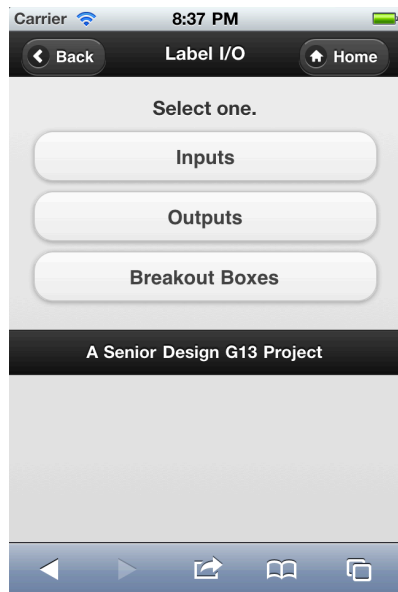 Carrier 8:37 PM
Back Label I/O Home
Select one.
Inputs
Outputs
Breakout Boxes
A Senior Design G13 Project